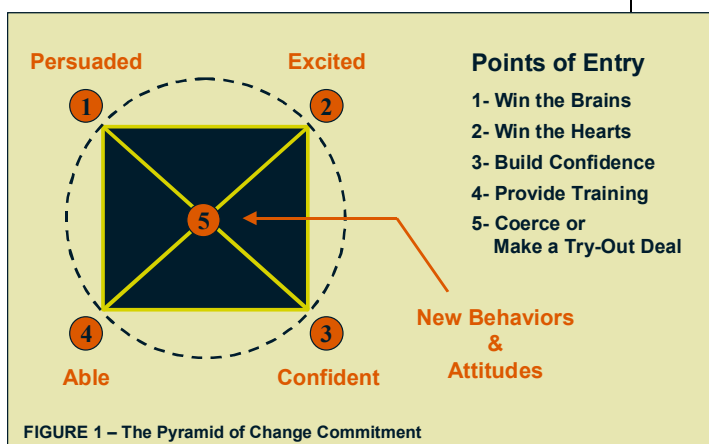 Persuaded
Excited
1
2
5
4
3
Able
Confident
Points of Entry
1- Win the Brains
2- Win the Hearts
3- Build Confidence
4- Provide Training
5- Coerce or
Make a Try-Out Deal
New Behaviors
&
Attitudes
FIGURE 1 – The Pyramid of Change Commitment